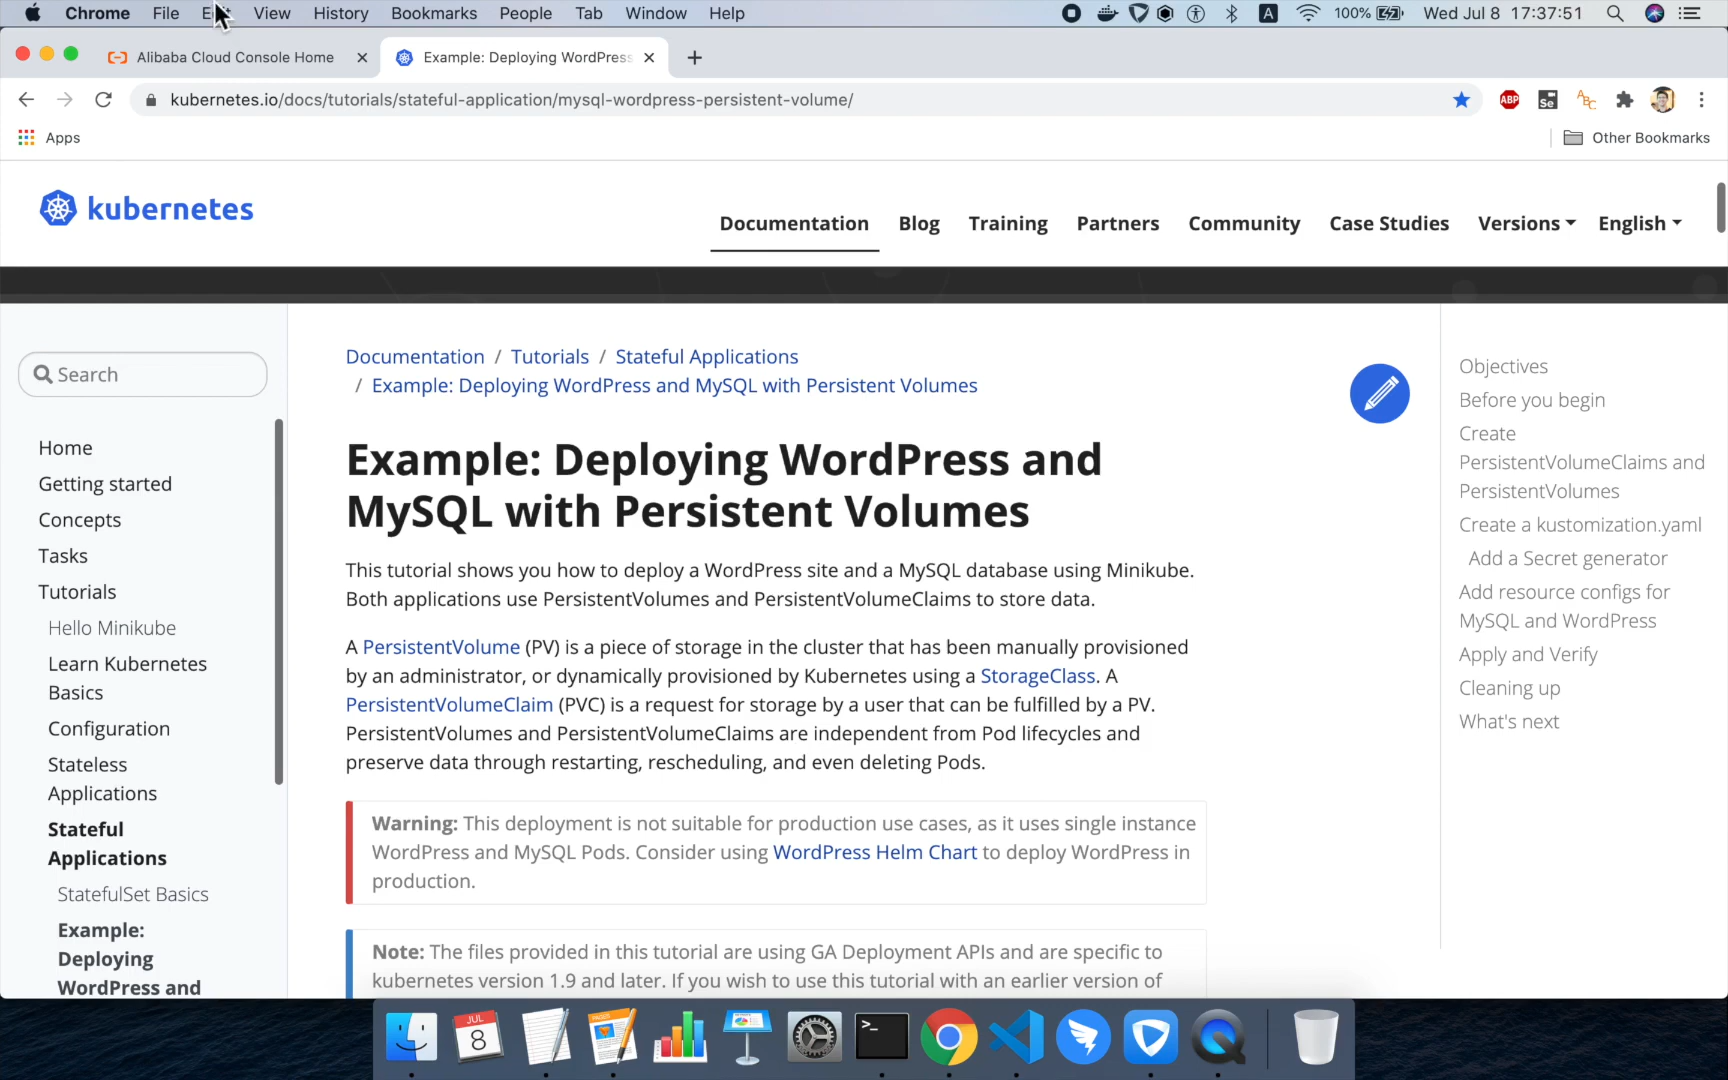 Chrome File Edit View History Bookmarks People Tab Window Help
A 100% Wed Jul 8 17:37:51
Alibaba Cloud Console Home
Example: Deploying WordPress
kubernetes.io/docs/tutorials/stateful-application/mysql-wordpress-persistent-volume/
ABP
Se
ABC
Apps
Other Bookmarks
kubernetes
Documentation Blog Training Partners Community Case Studies Versions English
Search
Home
Getting started
Concepts
Tasks
Tutorials
Hello Minikube
Learn Kubernetes
Basics
Configuration
Stateless
Applications
Stateful
Applications
StatefulSet Basics
Example:
Deploying
WordPress and
Documentation / Tutorials / Stateful Applications
/ Example: Deploying WordPress and MySQL with Persistent Volumes
Example: Deploying WordPress and
MySQL with Persistent Volumes
This tutorial shows you how to deploy a WordPress site and a MySQL database using Minikube.
Both applications use PersistentVolumes and PersistentVolumeClaims to store data.
A PersistentVolume (PV) is a piece of storage in the cluster that has been manually provisioned
by an administrator, or dynamically provisioned by Kubernetes using a StorageClass. A
PersistentVolumeClaim (PVC) is a request for storage by a user that can be fulfilled by a PV.
PersistentVolumes and PersistentVolumeClaims are independent from Pod lifecycles and
preserve data through restarting, rescheduling, and even deleting Pods.
Warning: This deployment is not suitable for production use cases, as it uses single instance
WordPress and MySQL Pods. Consider using WordPress Helm Chart to deploy WordPress in
production.
Note: The files provided in this tutorial are using GA Deployment APIs and are specific to
kubernetes version 1.9 and later. If you wish to use this tutorial with an earlier version of
Objectives
Before you begin
Create
PersistentVolumeClaims and
PersistentVolumes
Create a kustomization.yaml
Add a Secret generator
Add resource configs for
MySQL and WordPress
Apply and Verify
Cleaning up
What's next
JUL
8
PAGES
>_